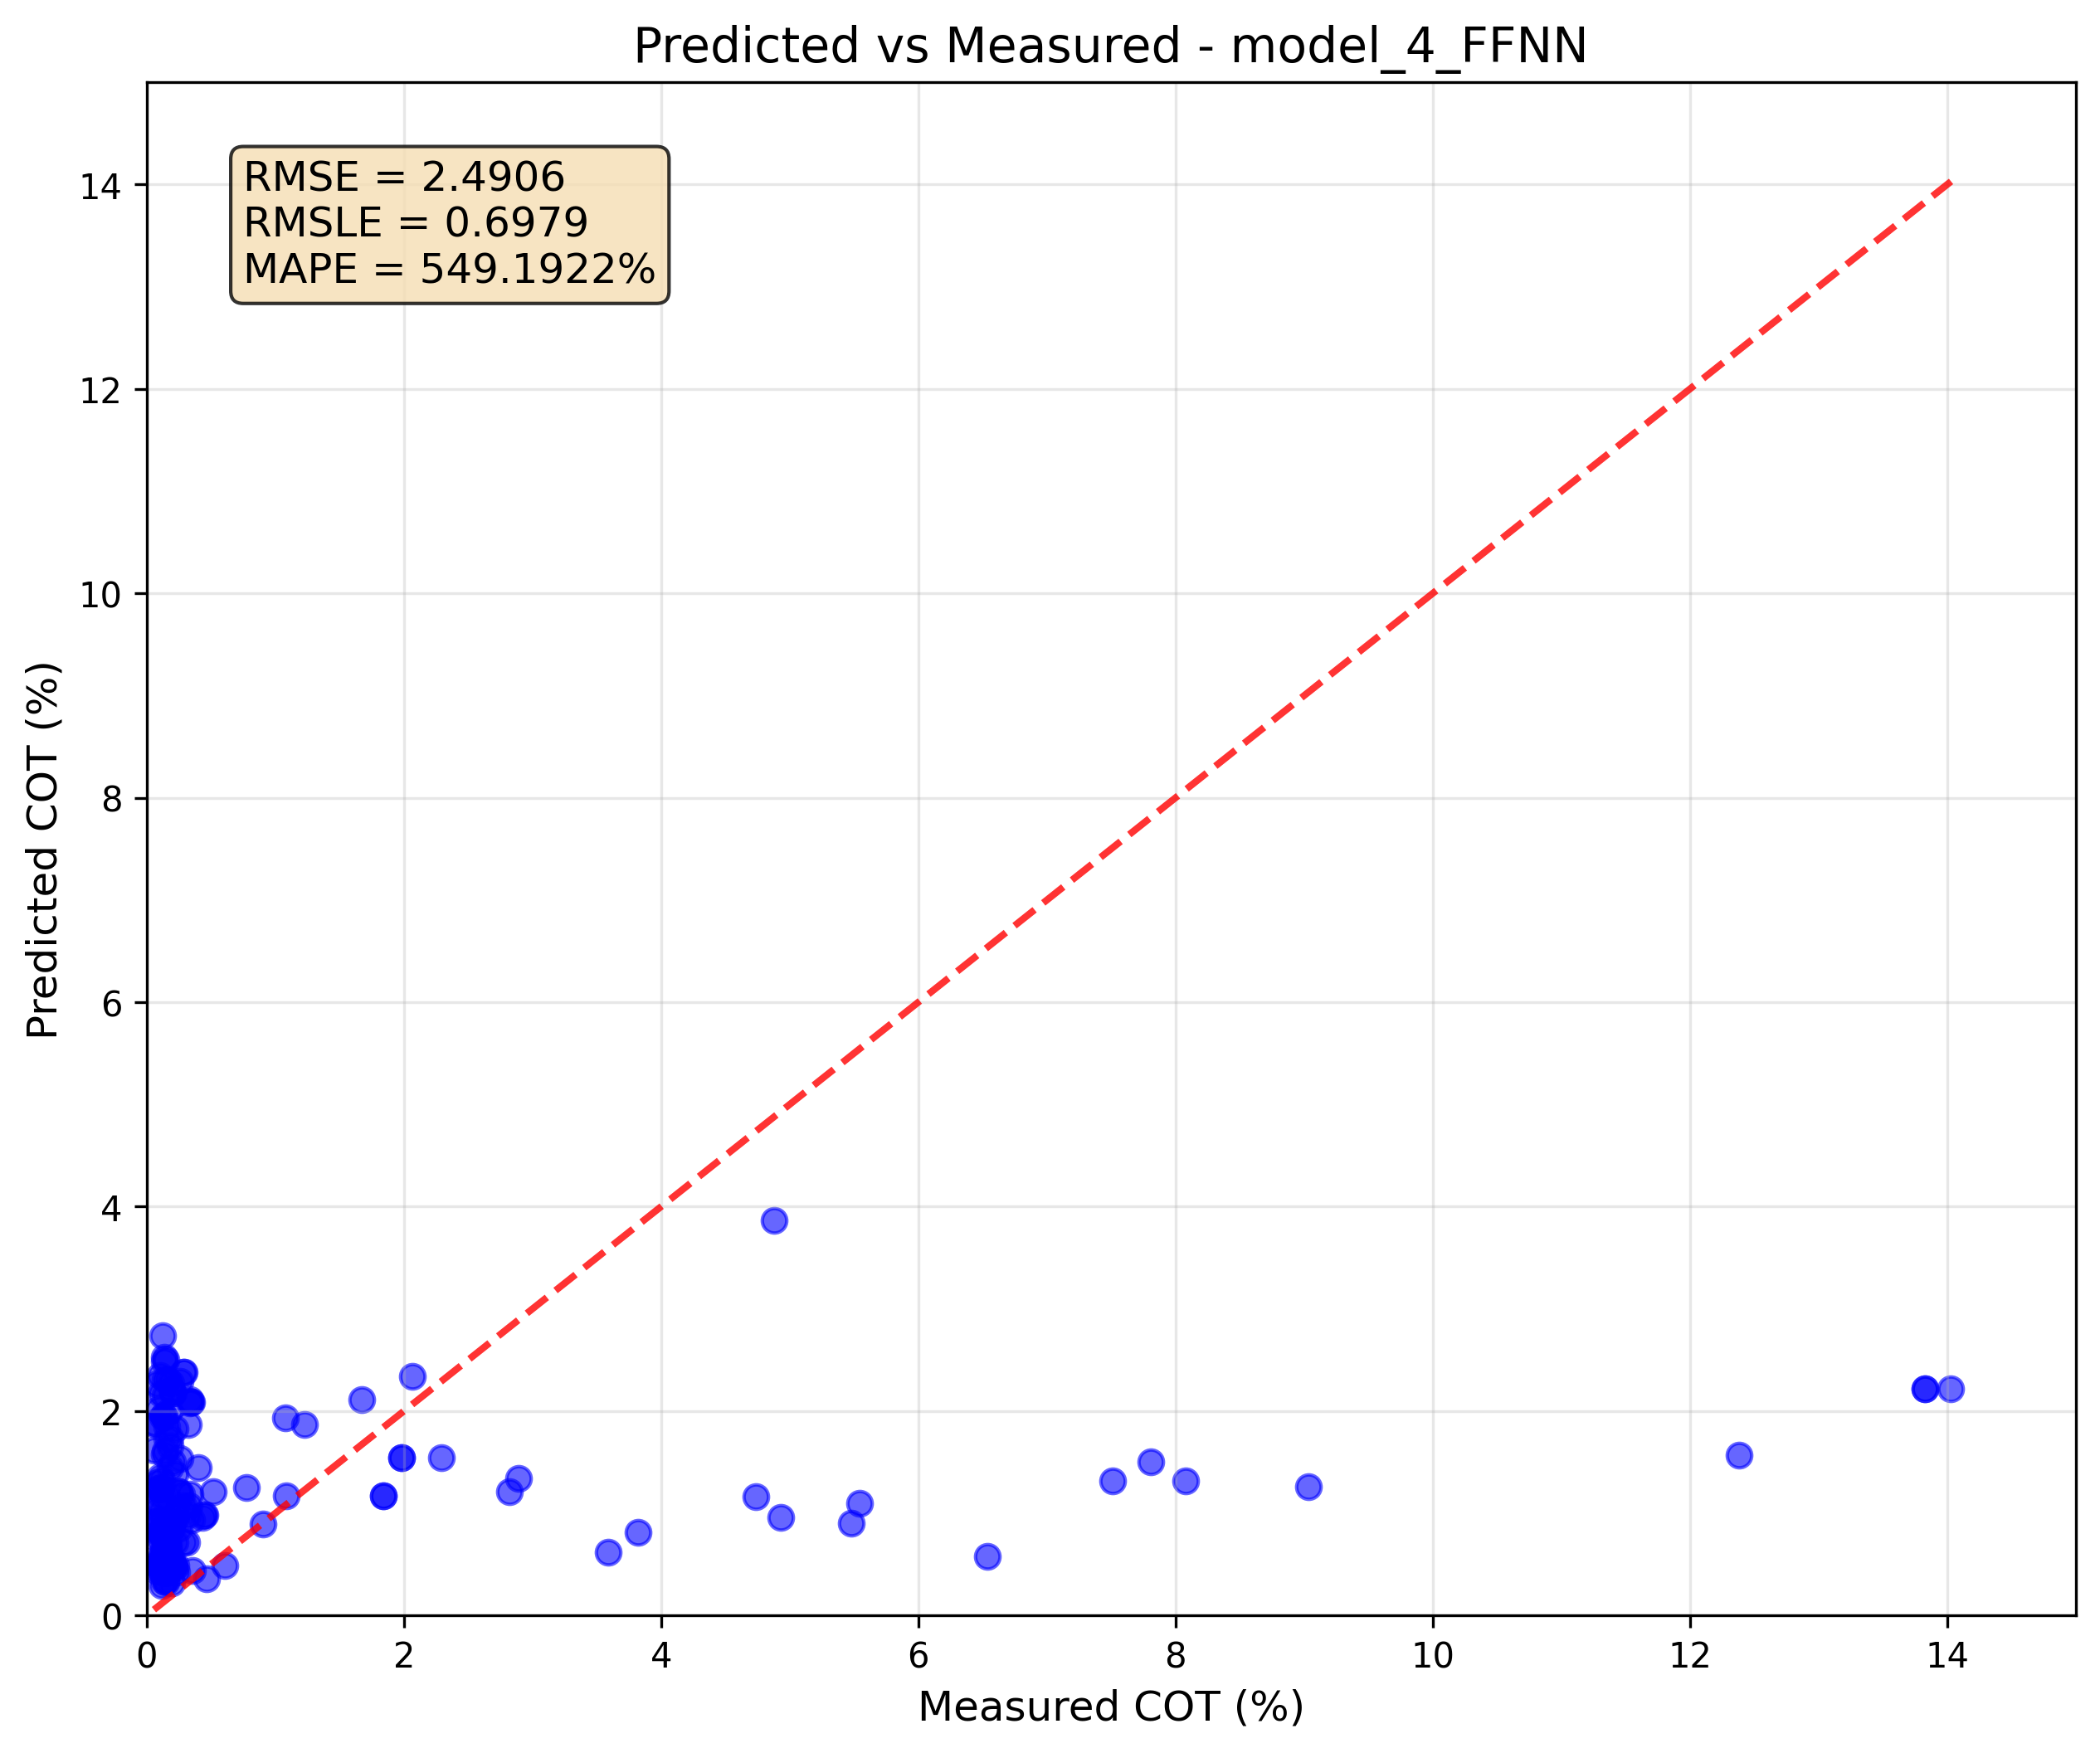 Predicted vs Measured - model_4_FFNN
RMSE = 2.4906
RMSLE = 0.6979
MAPE = 549.1922%
Predicted COT (%)
14
12
10
8
6
4
2
0
0 2 4 6 8 10 12 14
Measured COT (%)